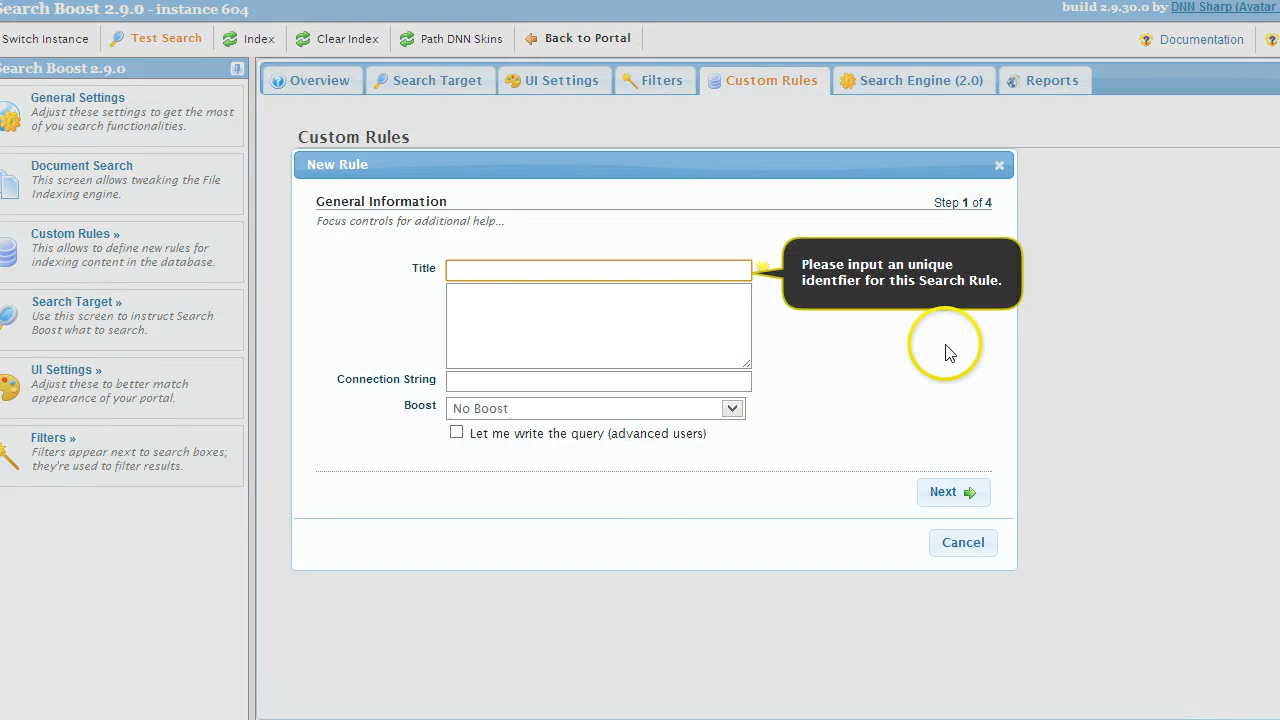 Search Boost 2.9.0 - instance 604
build 2.9.30.0 by DNN Sharp (Avatar
Switch Instance
Test Search
Index
Clear Index
Path DNN Skins
Back to Portal
Documentation
Search Boost 2.9.0
General Settings
Adjust these settings to get the most
of you search functionalities.
Document Search
This screen allows tweaking the File
Indexing engine.
Custom Rules »
This allows to define new rules for
indexing content in the database.
Search Target »
Use this screen to instruct Search
Boost what to search.
UI Settings »
Adjust these to better match
appearance of your portal.
Filters »
Filters appear next to search boxes;
they're used to filter results.
Overview
Search Target
UI Settings
Filters
Custom Rules
Search Engine (2.0)
Reports
Custom Rules
New Rule
General Information
Step 1 of 4
Focus controls for additional help...
Title
Please input an unique
identfier for this Search Rule.
Connection String
Boost
No Boost
Let me write the query (advanced users)
Next
Cancel